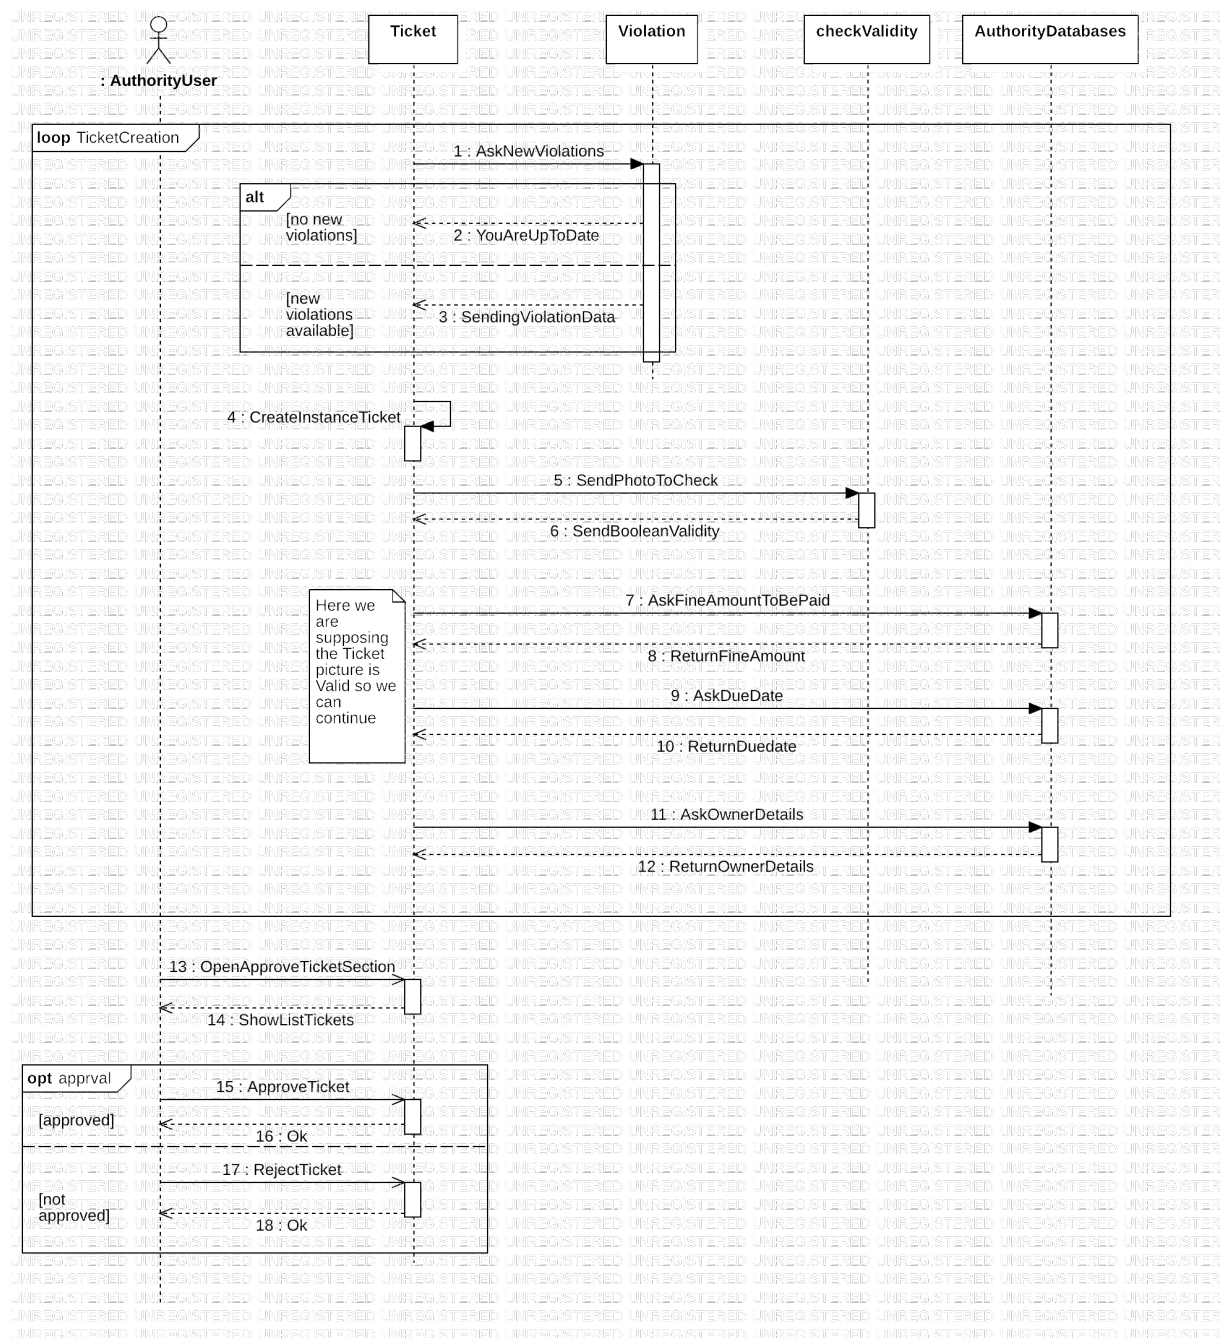 Ticket
Violation
checkValidity
AuthorityDatabases
: AuthorityUser
loop TicketCreation
1 : AskNewViolations
alt
[no new
violations]
2 : YouAreUpToDate
[new
violations
available]
3 : SendingViolationData
4 : CreateInstanceTicket
5 : SendPhotoToCheck
6 : SendBooleanValidity
Here we
are
supposing
the Ticket
picture is
Valid so we
can
continue
7 : AskFineAmountToBePaid
8 : ReturnFineAmount
9 : AskDueDate
10 : ReturnDuedate
11 : AskOwnerDetails
12 : ReturnOwnerDetails
13 : OpenApproveTicketSection
14 : ShowListTickets
opt apprval
15 : ApproveTicket
[approved]
16 : Ok
17 : RejectTicket
[not
approved]
18 : Ok
UNREGISTERED